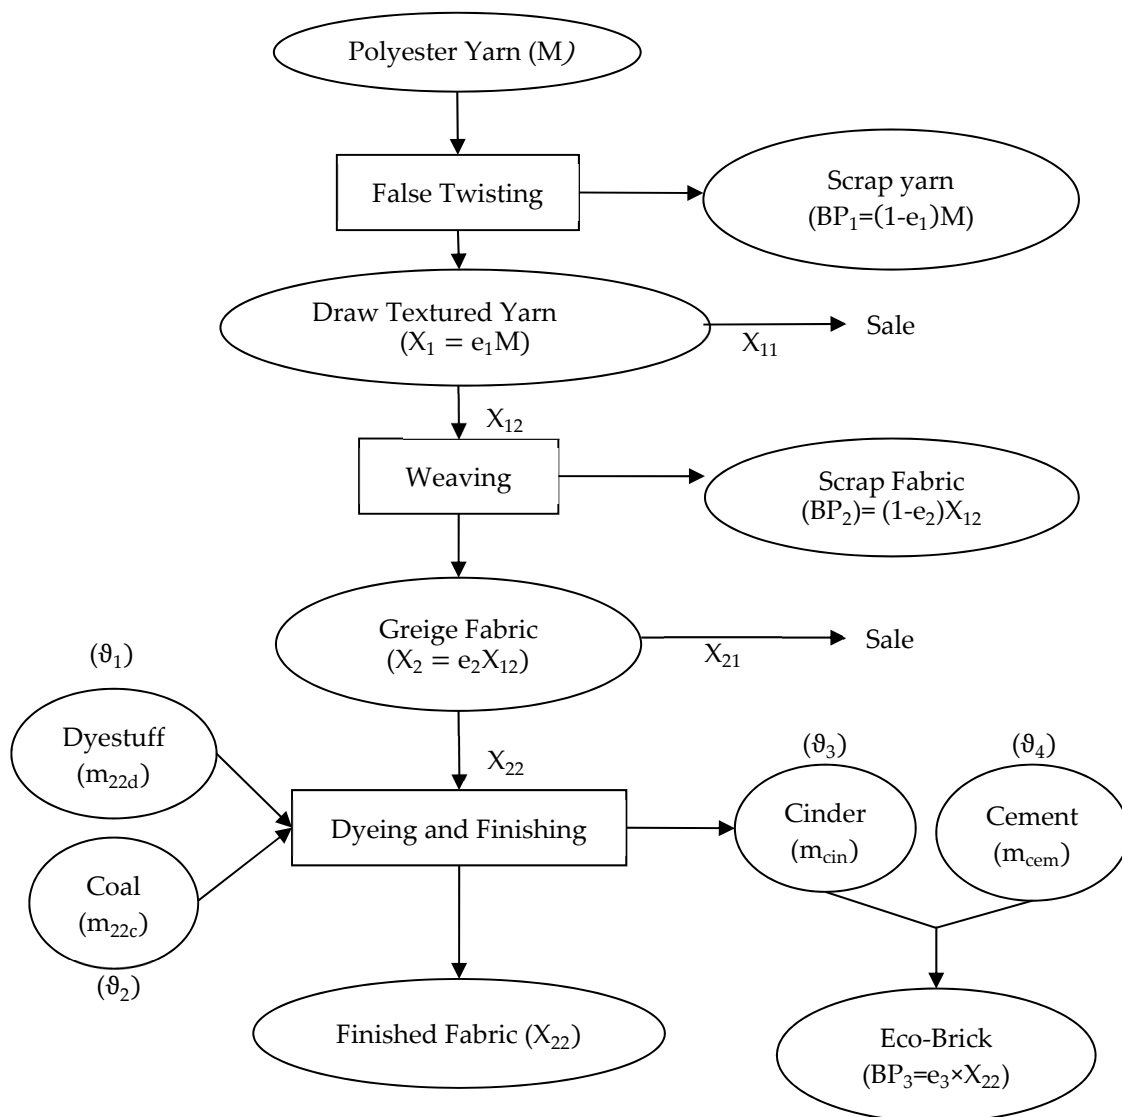 Polyester Yarn (M)
False Twisting
Scrap yarn
(BP₁=(1-e₁)M)
Draw Textured Yarn
(X₁ = e₁M)
X₁₁
Sale
X₁₂
Weaving
Scrap Fabric
(BP₂)= (1-e₂)X₁₂
Greige Fabric
(X₂ = e₂X₁₂)
X₂₁
Sale
(ϑ₁)
Dyestuff
(m₂₂d)
X₂₂
(ϑ₃)
(ϑ₄)
Dyeing and Finishing
Cinder
(mcin)
Cement
(mcem)
Coal
(m₂₂c)
(ϑ₂)
Finished Fabric (X₂₂)
Eco-Brick
(BP₃=e₃×X₂₂)